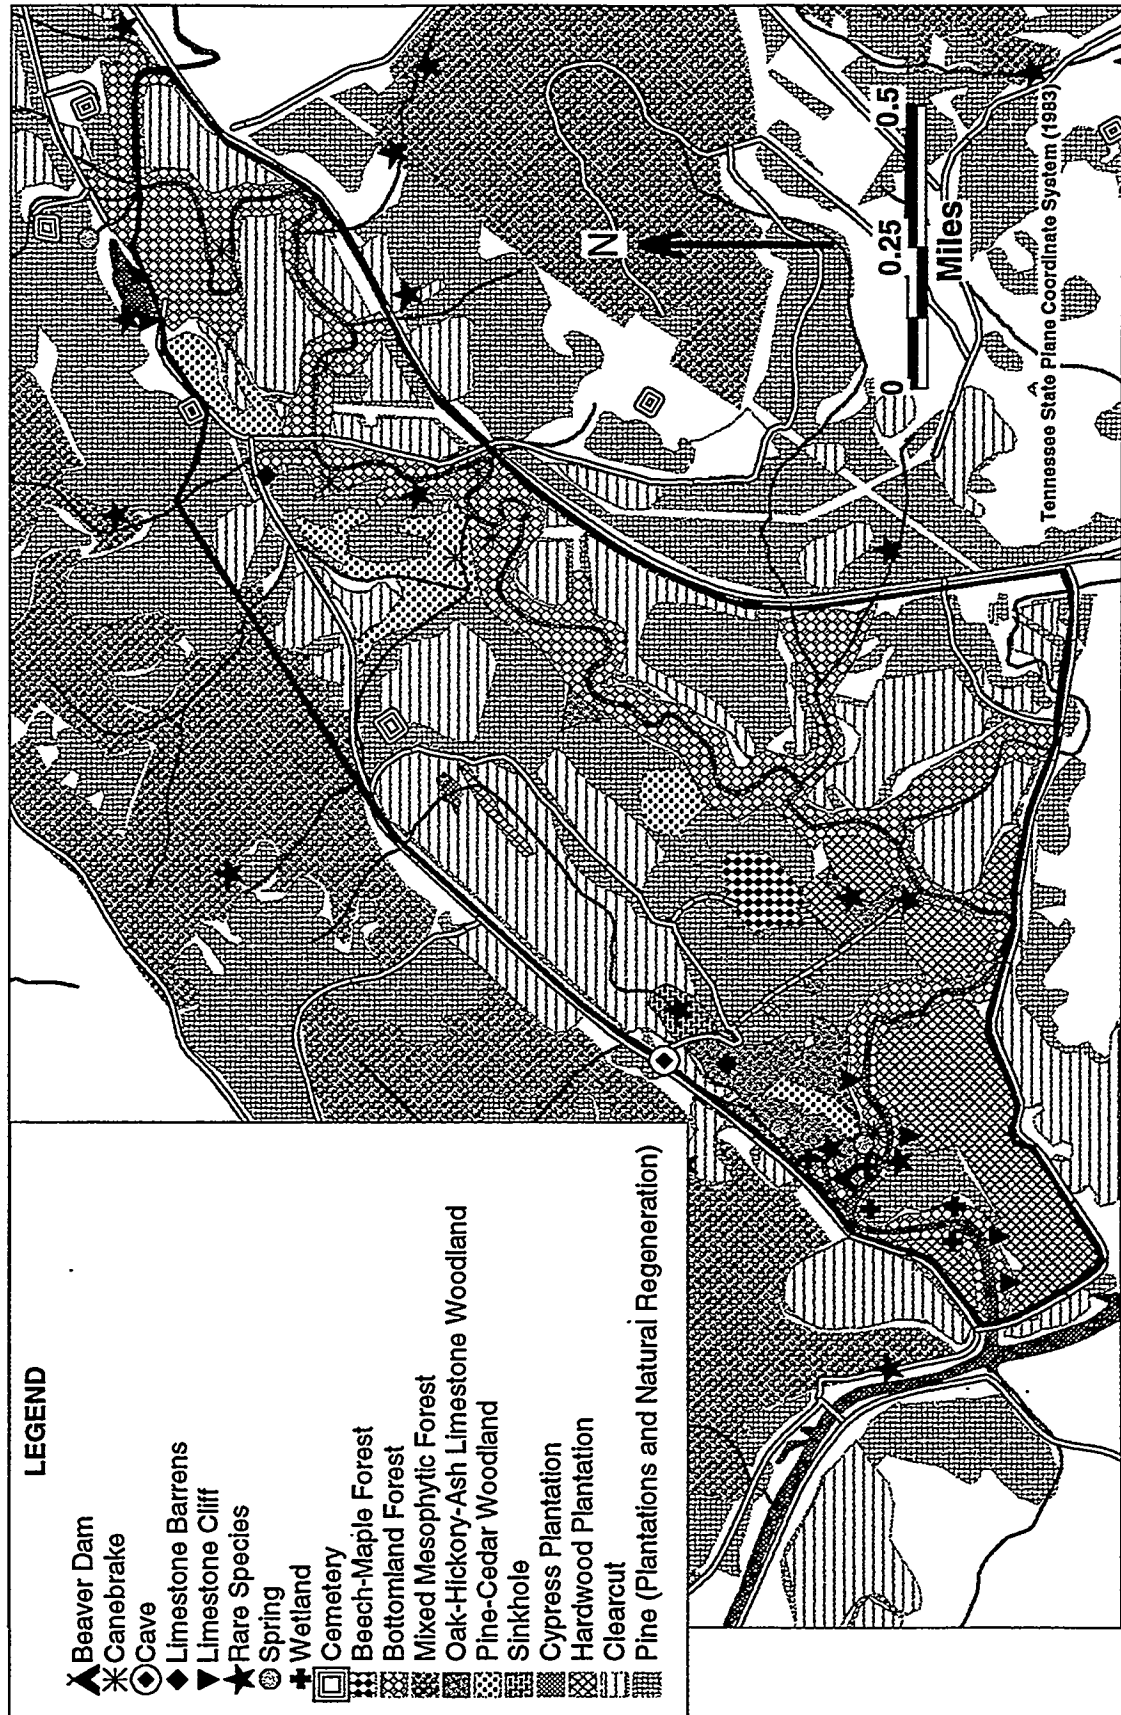 LEGEND
Beaver Dam
Canebrake
Cave
Limestone Barrens
Limestone Cliff
Rare Species
Spring
Wetland
Cemetery
Beech-Maple Forest
Bottomland Forest
Mixed Mesophytic Forest
Oak-Hickory-Ash Limestone Woodland
Pine-Cedar Woodland
Sinkhole
Cypress Plantation
Hardwood Plantation
Clearcut
Pine (Plantations and Natural Regeneration)
N
0 0.25 0.5
Miles
Tennessee State Plane Coordinate System (1983)